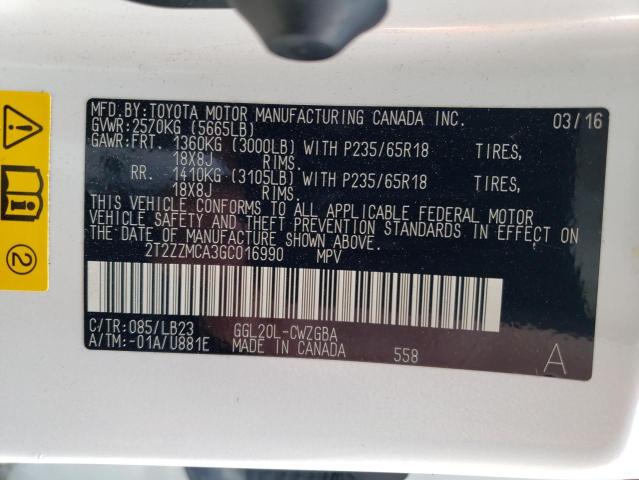 MFD.BY:TOYOTA MOTOR MANUFACTURING CANADA INC. 03/16
GVWR:2570KG (5665LB)
GAWR:FRT. 1360KG (3000LB) WITH P235/65R18 TIRES,
18X8J RIMS.
RR. 1410KG (3105LB) WITH P235/65R18 TIRES,
18X8J RIMS.
THIS VEHICLE CONFORMS TO ALL APPLICABLE FEDERAL MOTOR
VEHICLE SAFETY AND THEFT PREVENTION STANDARDS IN EFFECT ON
THE DATE OF MANUFACTURE SHOWN ABOVE.
2T2ZZMCA3GC016990 MPV
C/TR:085/LB23 GGL20L-CWZGBA
A/TM:-01A/U881E MADE IN CANADA 558 A
2